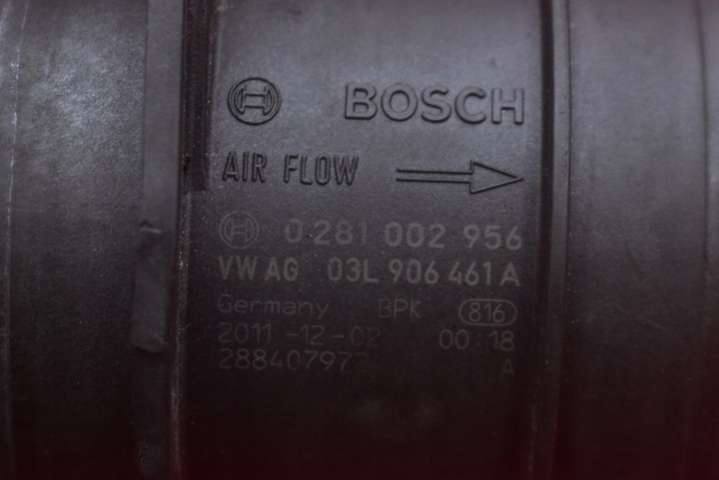 BOSCH
AIR FLOW
0 281 002 956
VW AG 03L 906 461 A
Germany BPK 816
2011-12-02 00:18
288407972 A